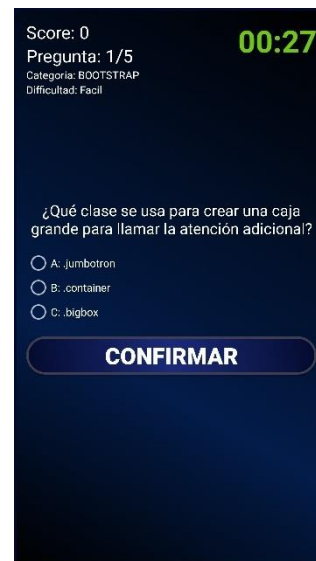 Score: 0
00:27
Pregunta: 1/5
Categoria: BOOTSTRAP
Dificultad: Facil
¿Qué clase se usa para crear una caja
grande para llamar la atención adicional?
A: .jumbotron
B: .container
C: .bigbox
CONFIRMAR